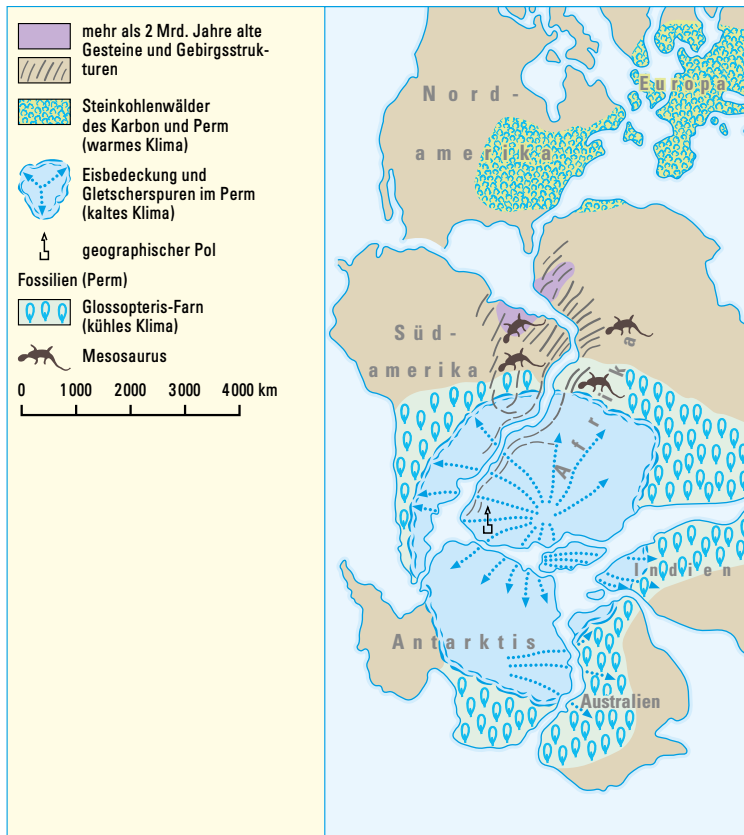 mehr als 2 Mrd. Jahre alte
Gesteine und Gebirgsstruk-
turen
Steinkohlenwälder
des Karbon und Perm
(warmes Klima)
Eisbedeckung und
Gletscherspuren im Perm
(kaltes Klima)
geographischer Pol
Fossilien (Perm)
Glossopteris-Farn
(kühles Klima)
Mesosaurus
0 1000 2000 3000 4000 km
Nord-
amerika
Europa
Süd-
amerika
Afrika
Indien
Antarktis
Australien